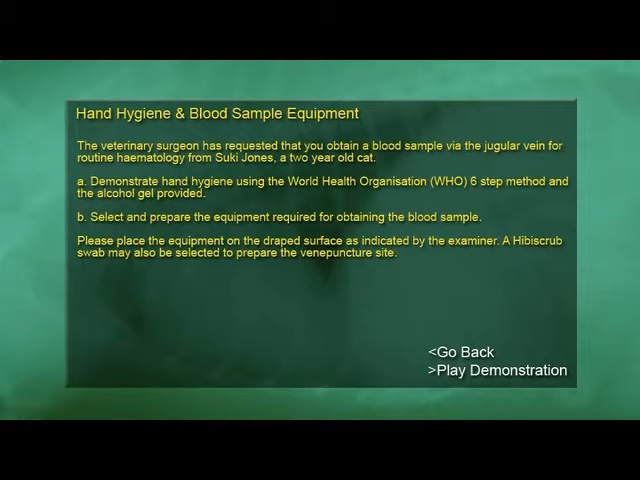 Hand Hygiene & Blood Sample Equipment
The veterinary surgeon has requested that you obtain a blood sample via the jugular vein for
routine haematology from Suki Jones, a two year old cat.
a. Demonstrate hand hygiene using the World Health Organisation (WHO) 6 step method and
the alcohol gel provided.
b. Select and prepare the equipment required for obtaining the blood sample.
Please place the equipment on the draped surface as indicated by the examiner. A Hibiscrub
swab may also be selected to prepare the venepuncture site.
<Go Back
>Play Demonstration